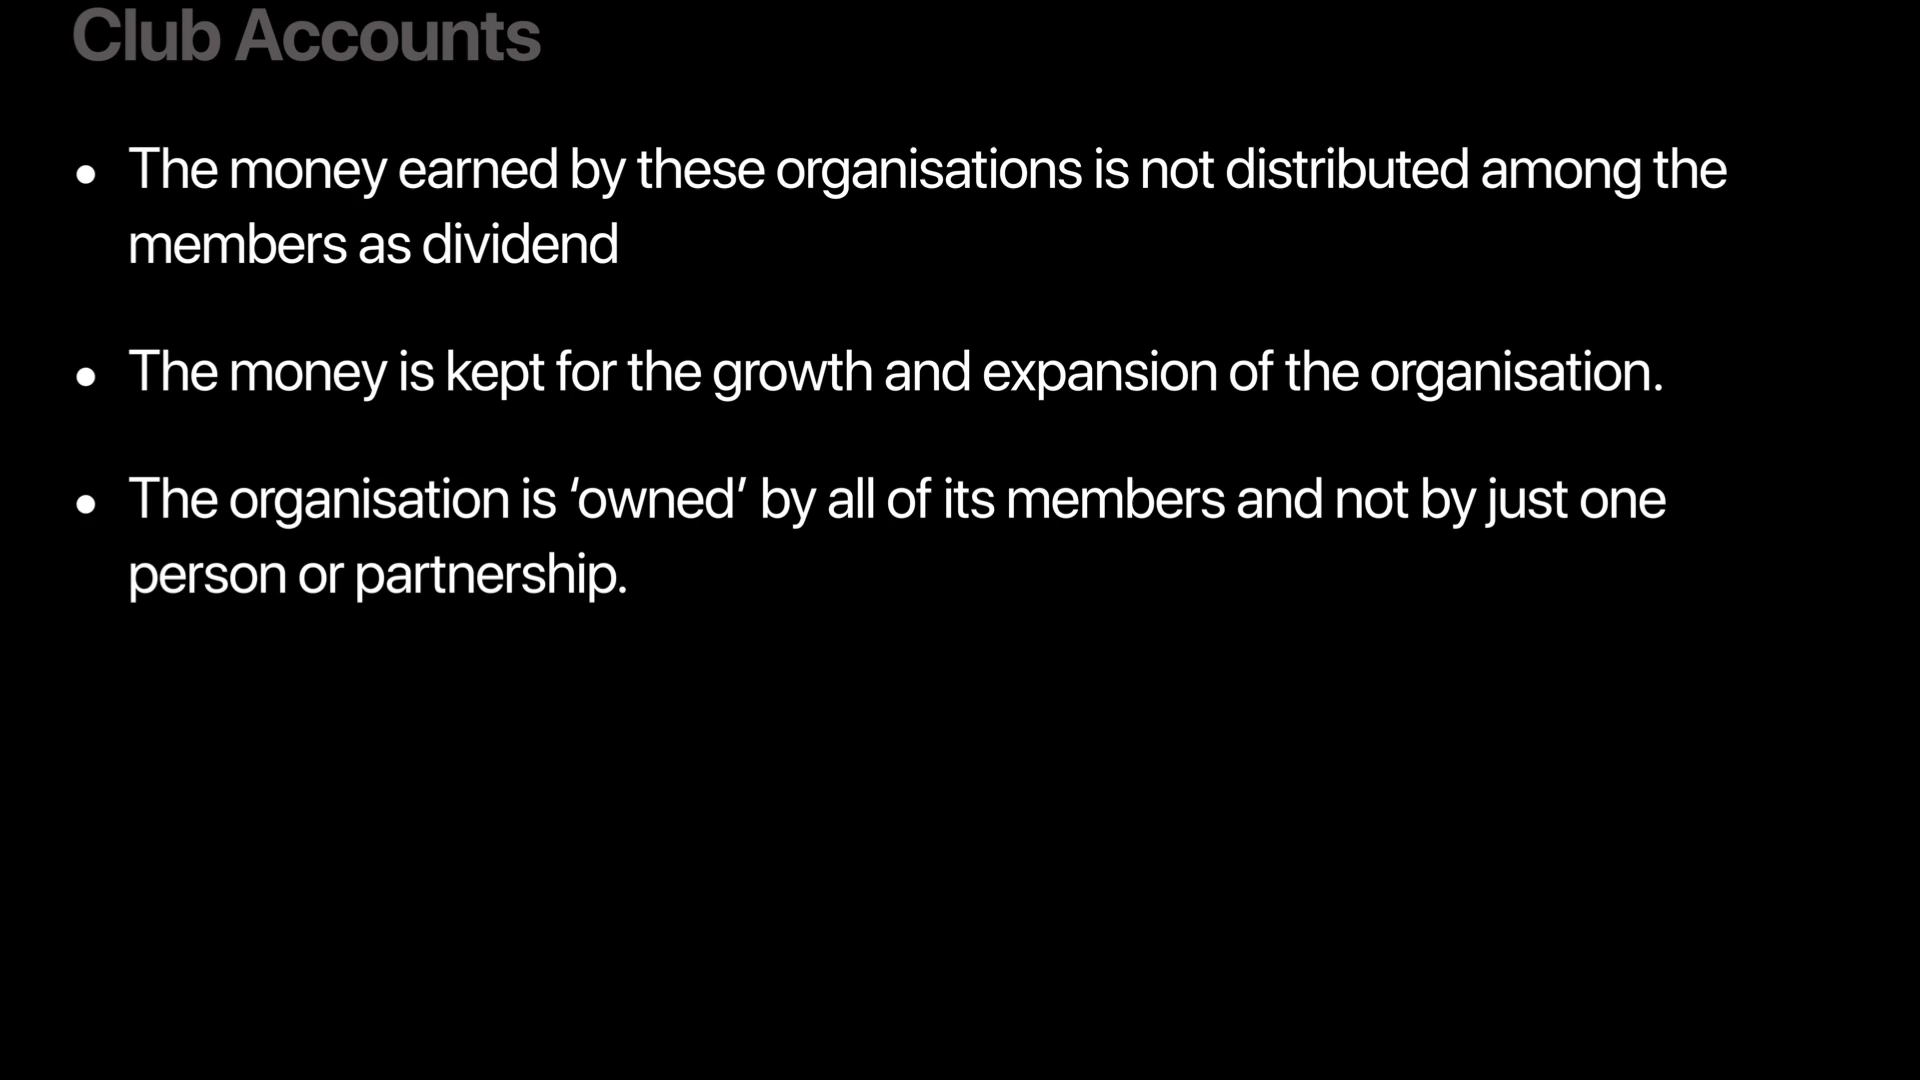 Club Accounts
• The money earned by these organisations is not distributed among the
members as dividend
• The money is kept for the growth and expansion of the organisation.
• The organisation is ‘owned’ by all of its members and not by just one
person or partnership.